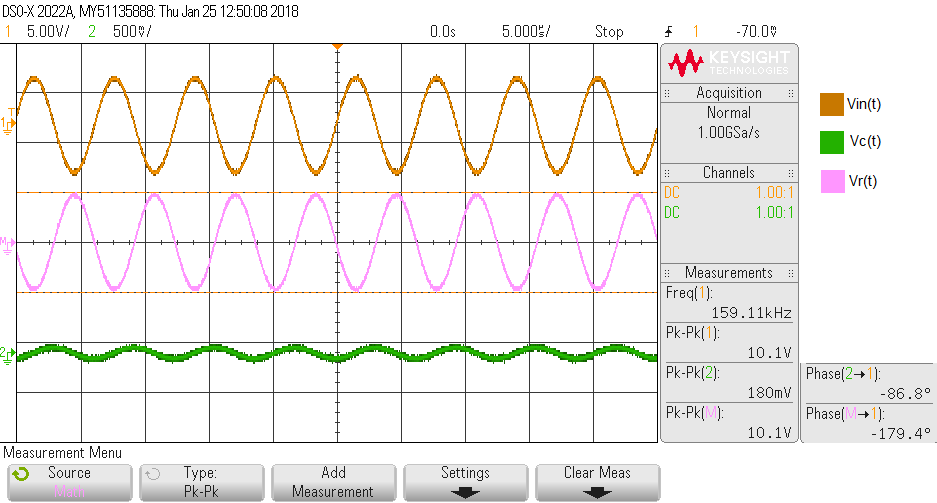 DSO-X 2022A, MY51135888: Thu Jan 25 12:50:08 2018
1 5.00V/ 2 500mV/ 0.0s 5.000µs/ Stop 1 -70.0mV
KEYSIGHT
TECHNOLOGIES
Acquisition
Normal
1.00GSa/s
Channels
DC 1.00:1
DC 1.00:1
Measurements
Freq(1):
159.11kHz
Pk-Pk(1):
10.1V
Pk-Pk(2):
180mV
Pk-Pk(M):
10.1V
Vin(t)
Vc(t)
Vr(t)
Phase(2→1):
-86.8°
Phase(M→1):
-179.4°
1
T
M
2
Measurement Menu
Source
Math
Type:
Pk-Pk
Add
Measurement
Settings
Clear Meas